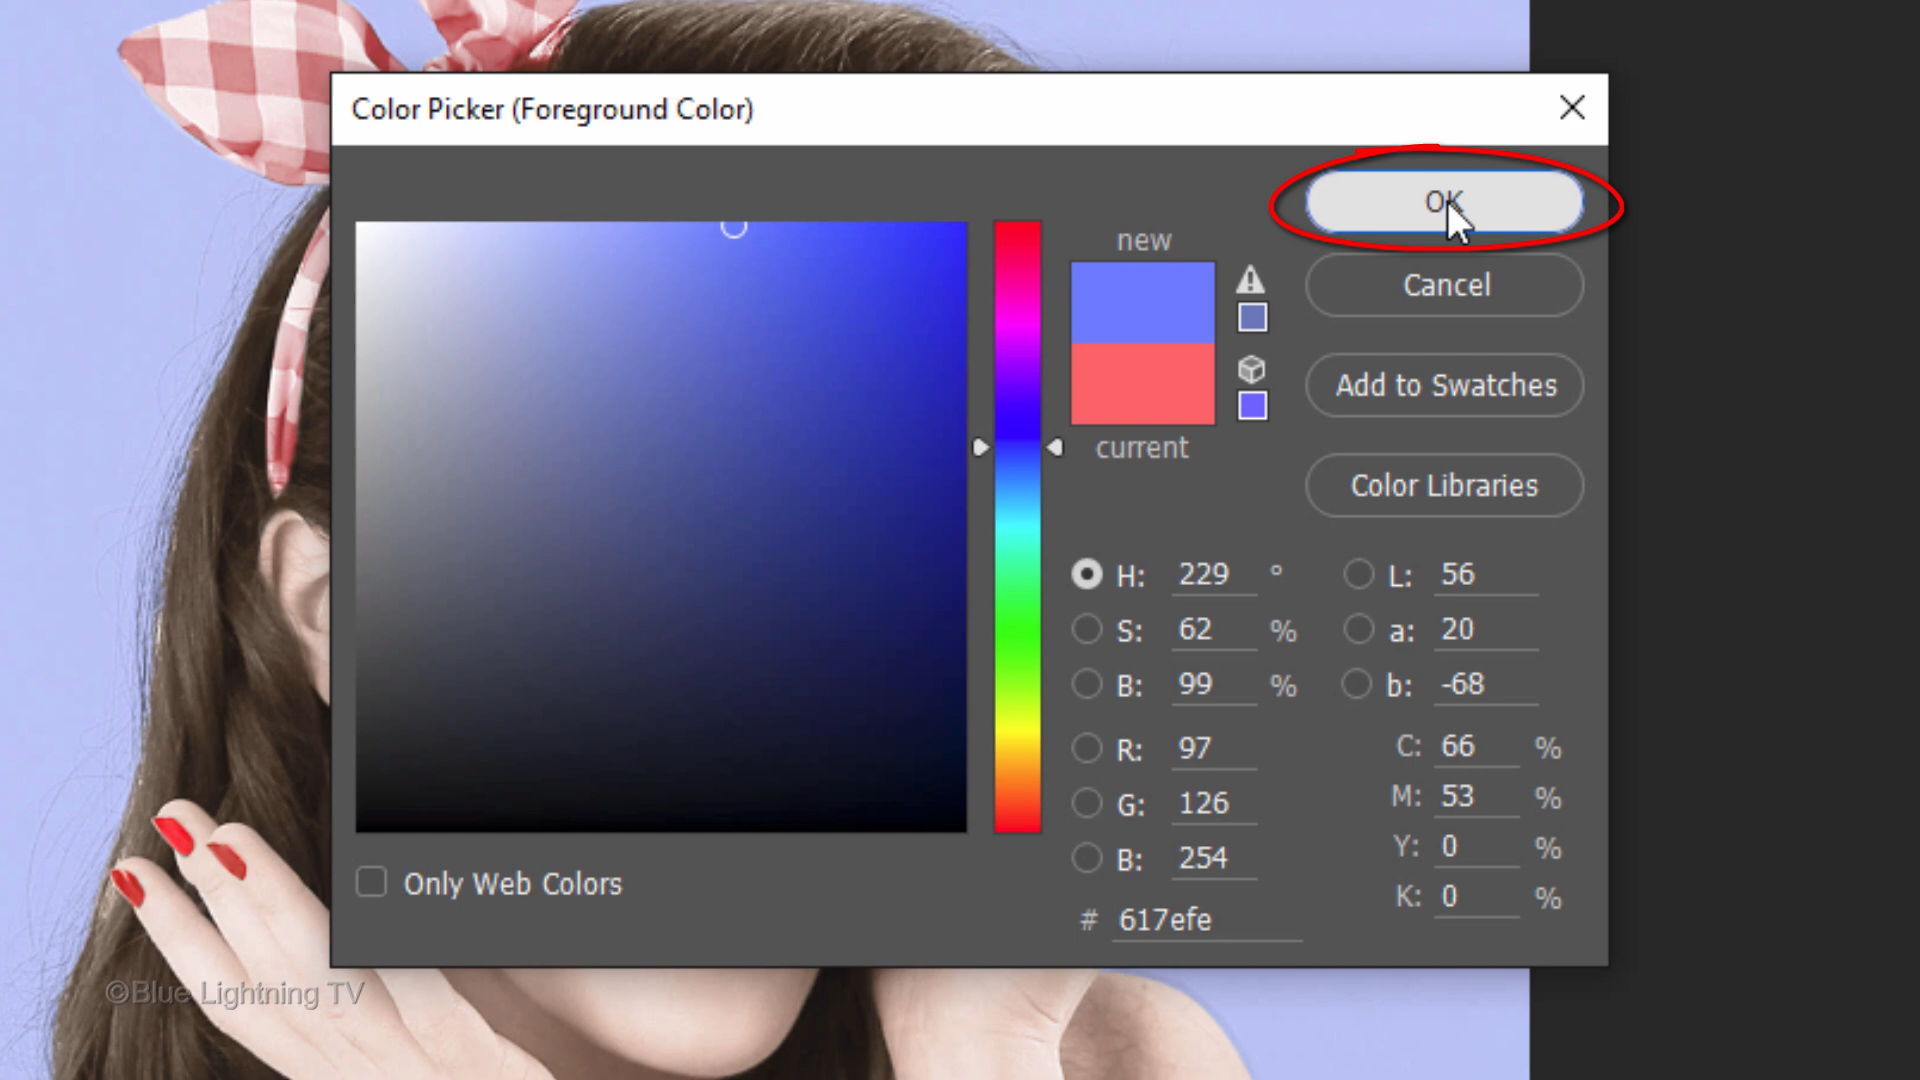 Color Picker (Foreground Color)
OK
new
Cancel
Add to Swatches
current
Color Libraries
H: 229 °
L: 56
S: 62 %
a: 20
B: 99 %
b: -68
R: 97
C: 66 %
G: 126
M: 53 %
B: 254
Y: 0 %
Only Web Colors
K: 0 %
# 617efe
©Blue Lightning TV